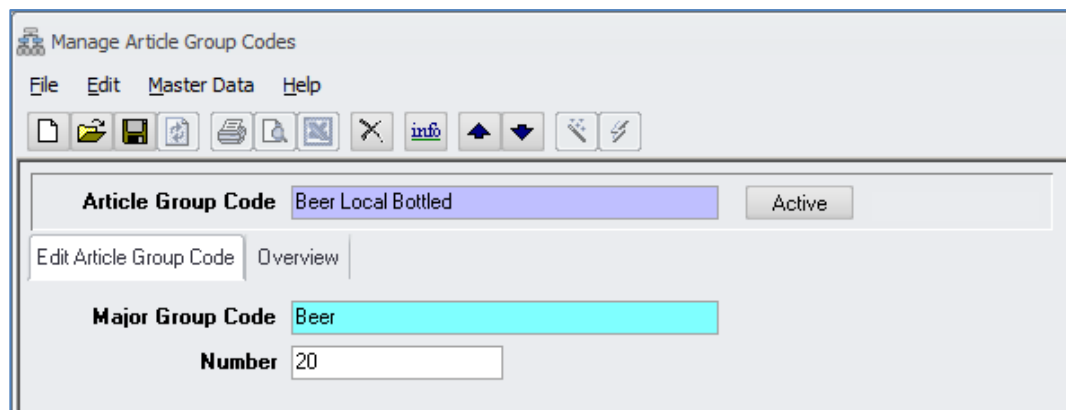 Manage Article Group Codes
File Edit Master Data Help
info
Article Group Code Beer Local Bottled Active
Edit Article Group Code Overview
Major Group Code Beer
Number 20